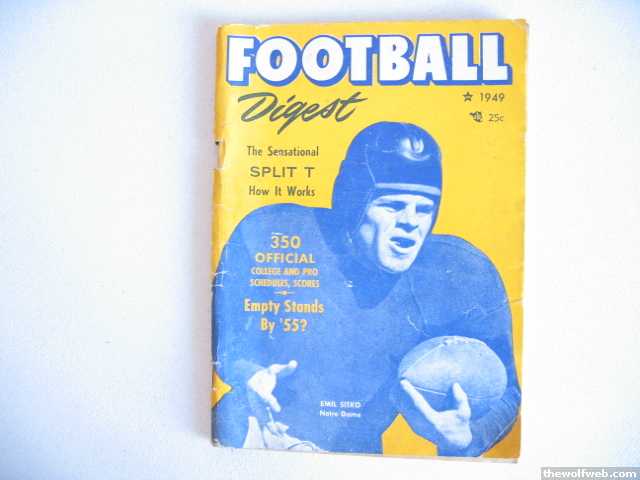 FOOTBALL
Digest
☆ 1949
25c
The Sensational
SPLIT T
How It Works
350
OFFICIAL
COLLEGE AND PRO
SCHEDULES, SCORES
Empty Stands
By '55?
EMIL SITKO
Notre Dame
thewolfweb.com